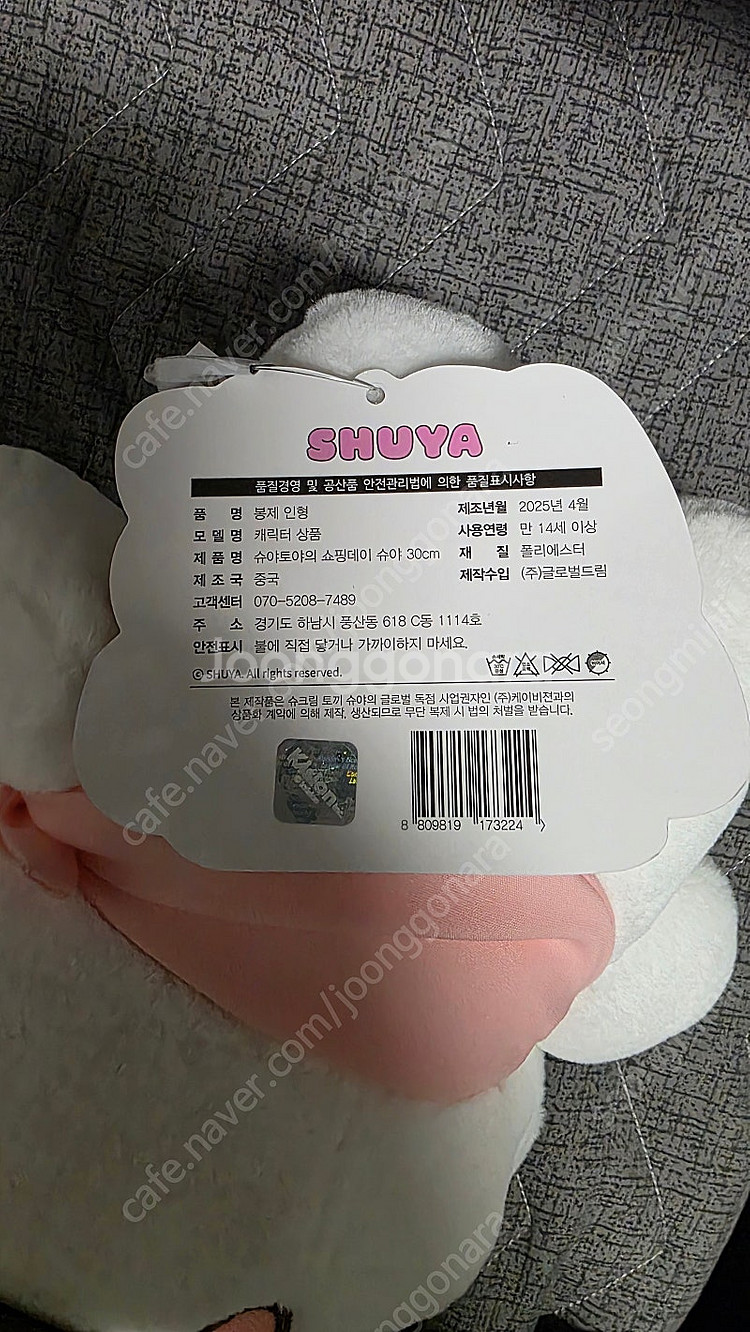 SHUYA
품질경영 및 공산품 안전관리법에 의한 품질표시사항
품 명 봉제 인형 제조년월 2025년 4월
모 델 명 캐릭터 상품 사용연령 만 14세 이상
제 품 명 슈야토야의 쇼핑데이 슈야 30cm 재 질 폴리에스터
제 조 국 중국 제작수입 (주)글로벌드림
고객센터 070-5208-7489
주 소 경기도 하남시 풍산동 618 C동 1114호
안전표시 불에 직접 닿거나 가까이하지 마세요.
© SHUYA. All rights reserved.
본 제작품은 슈크림 토끼 슈야의 글로벌 독점 사업권자인 (주)케이비젼과의
상품화 계약에 의해 제작, 생산되므로 무단 복제 시 법의 처벌을 받습니다.
8 809819 173224
cafe.naver.com/joonggonara
joonggonara